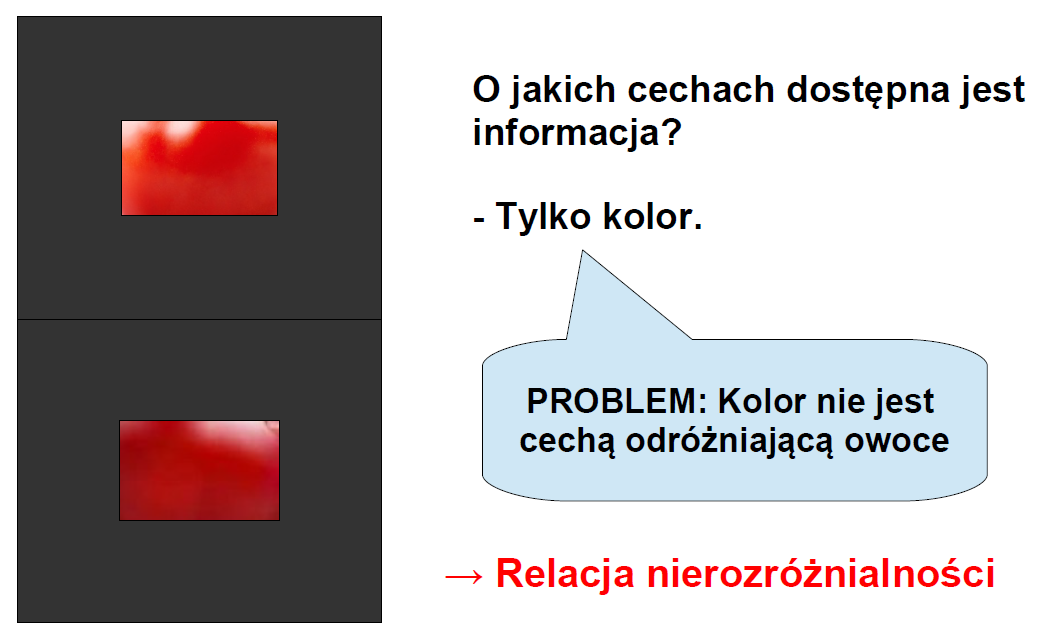 O jakich cechach dostępna jest
informacja?
- Tylko kolor.
PROBLEM: Kolor nie jest
cechą odróżniającą owoce
→ Relacja nierozróżnialności